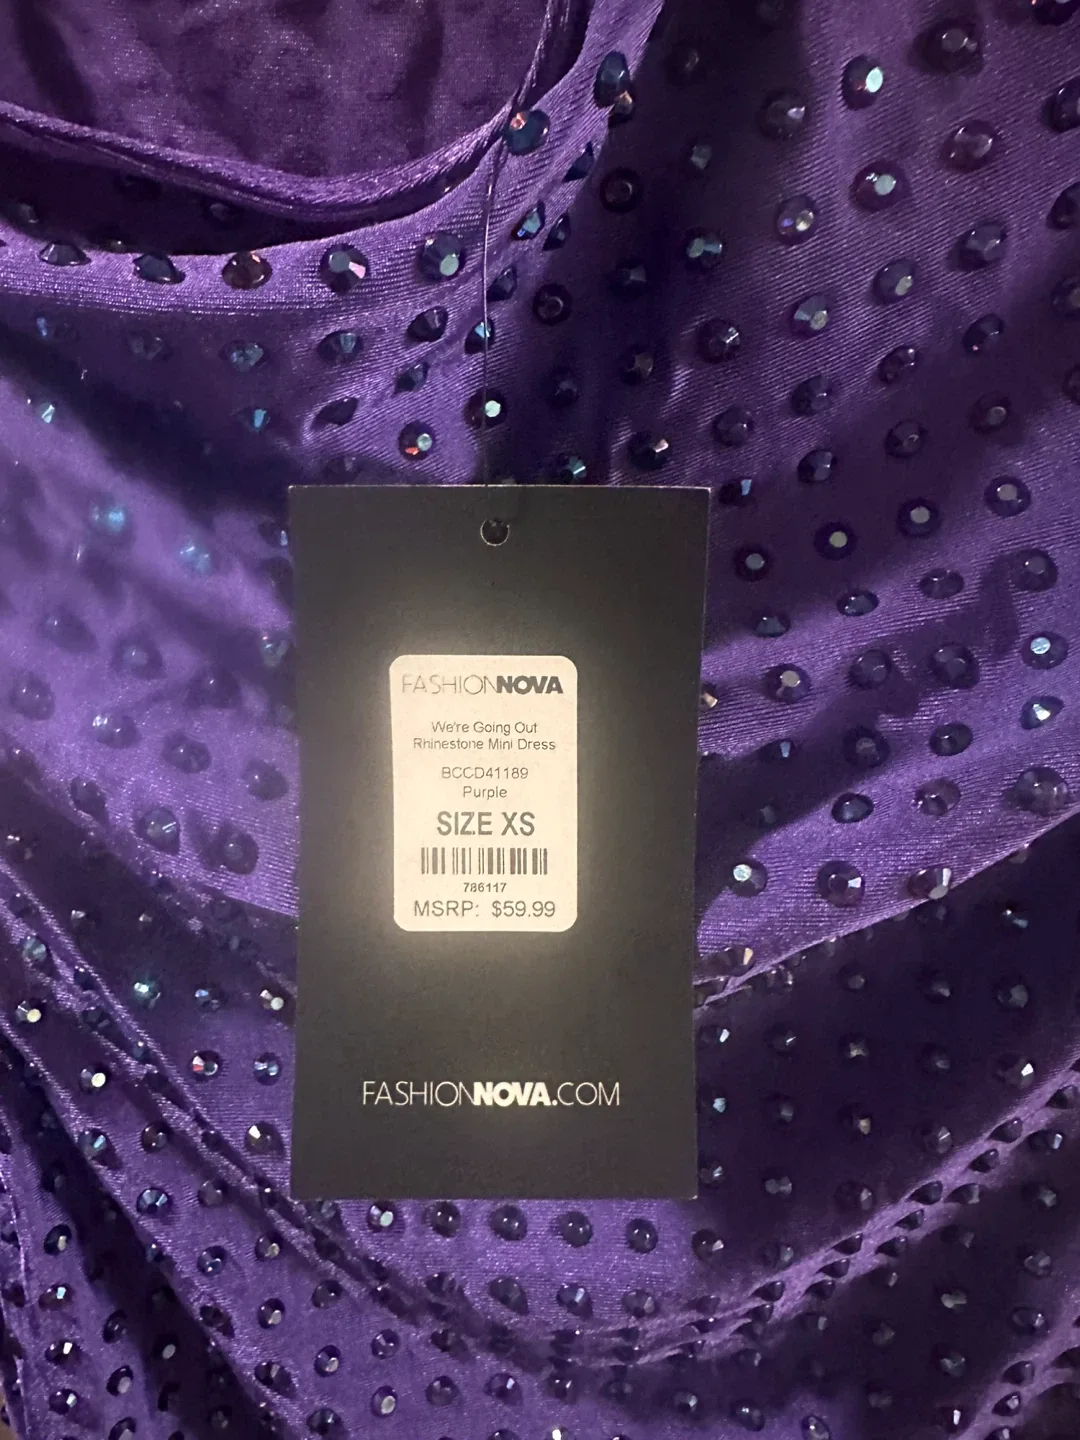 FASHIONNOVA
We're Going Out
Rhinestone Mini Dress
BCCD41189
Purple
SIZE XS
786117
MSRP: $59.99
FASHIONNOVA.COM